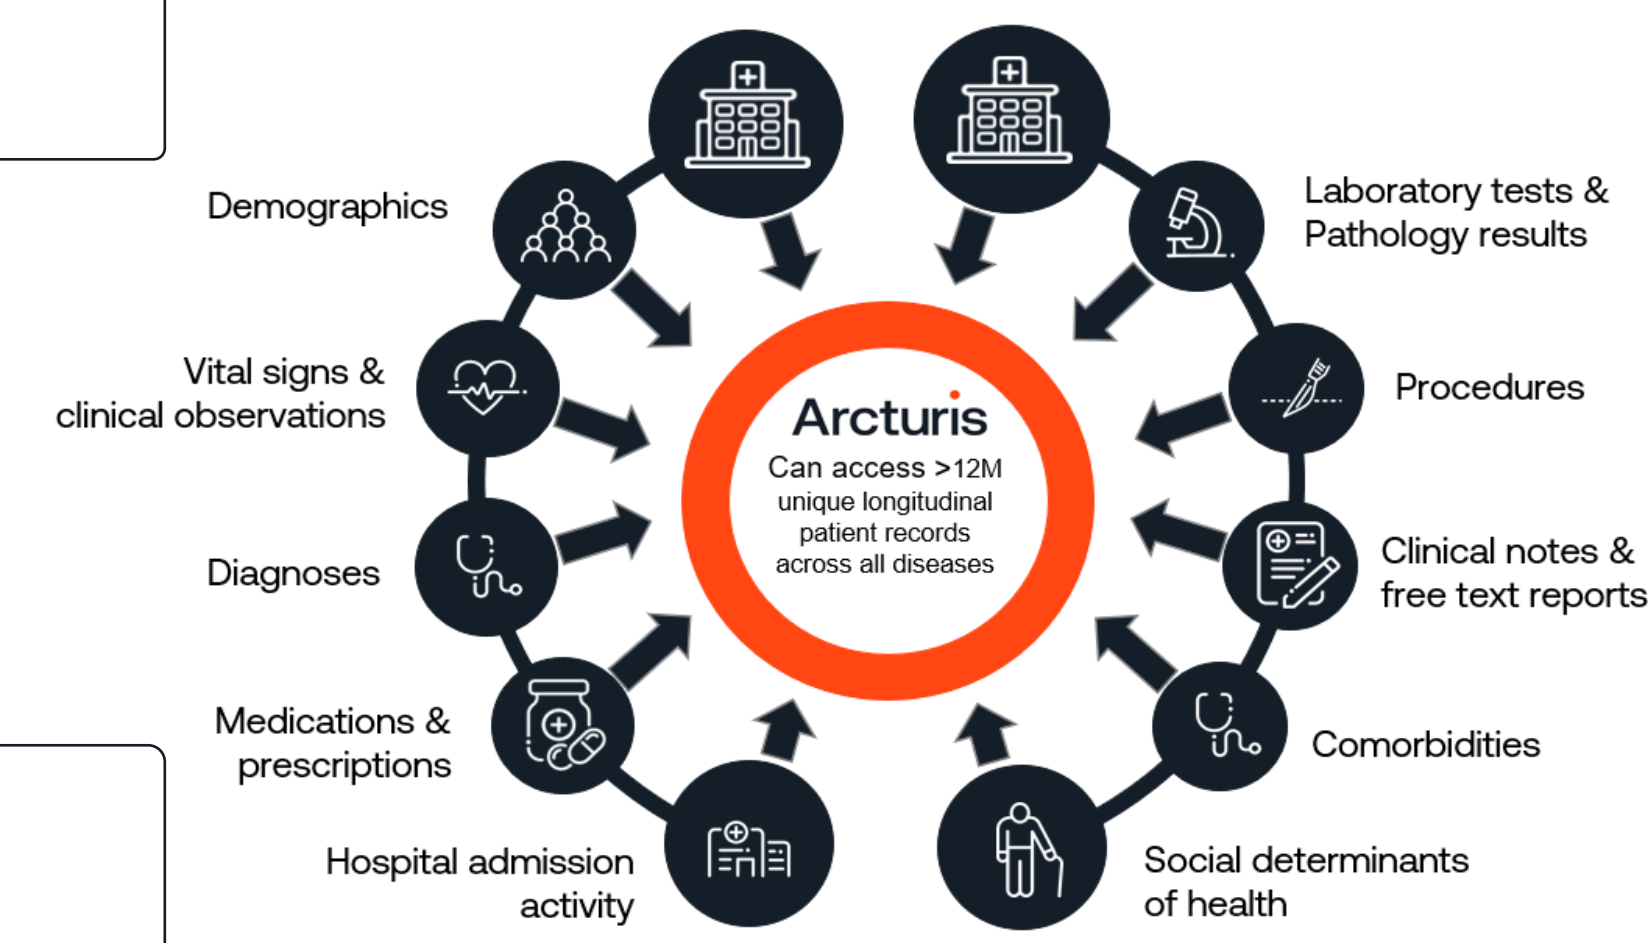 Demographics
Vital signs &
clinical observations
Diagnoses
Medications &
prescriptions
Hospital admission
activity
Arcturis
Can access >12M
unique longitudinal
patient records
across all diseases
Laboratory tests &
Pathology results
Procedures
Clinical notes &
free text reports
Comorbidities
Social determinants
of health